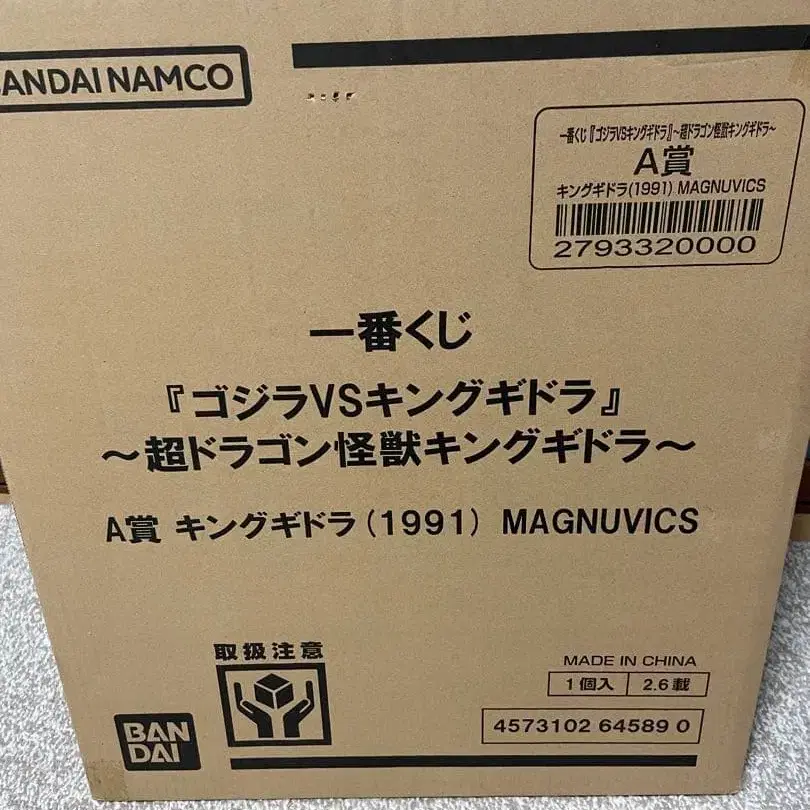 BANDAI NAMCO
一番くじ『ゴジラVSキングギドラ』～超ドラゴン怪獣キングギドラ～
A賞
キングギドラ(1991) MAGNUVICS
2793320000
一番くじ
『ゴジラVSキングギドラ』
～超ドラゴン怪獣キングギドラ～
A賞 キングギドラ(1991) MAGNUVICS
取扱注意
MADE IN CHINA
1個入 2.6載
4573102 64589 0
BAN
DAI